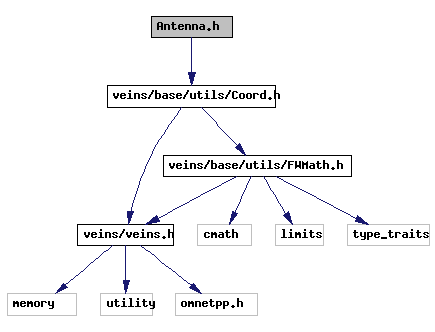 Antenna.h
veins/base/utils/Coord.h
veins/base/utils/FWMath.h
veins/veins.h
cmath
limits
type_traits
memory
utility
omnetpp.h